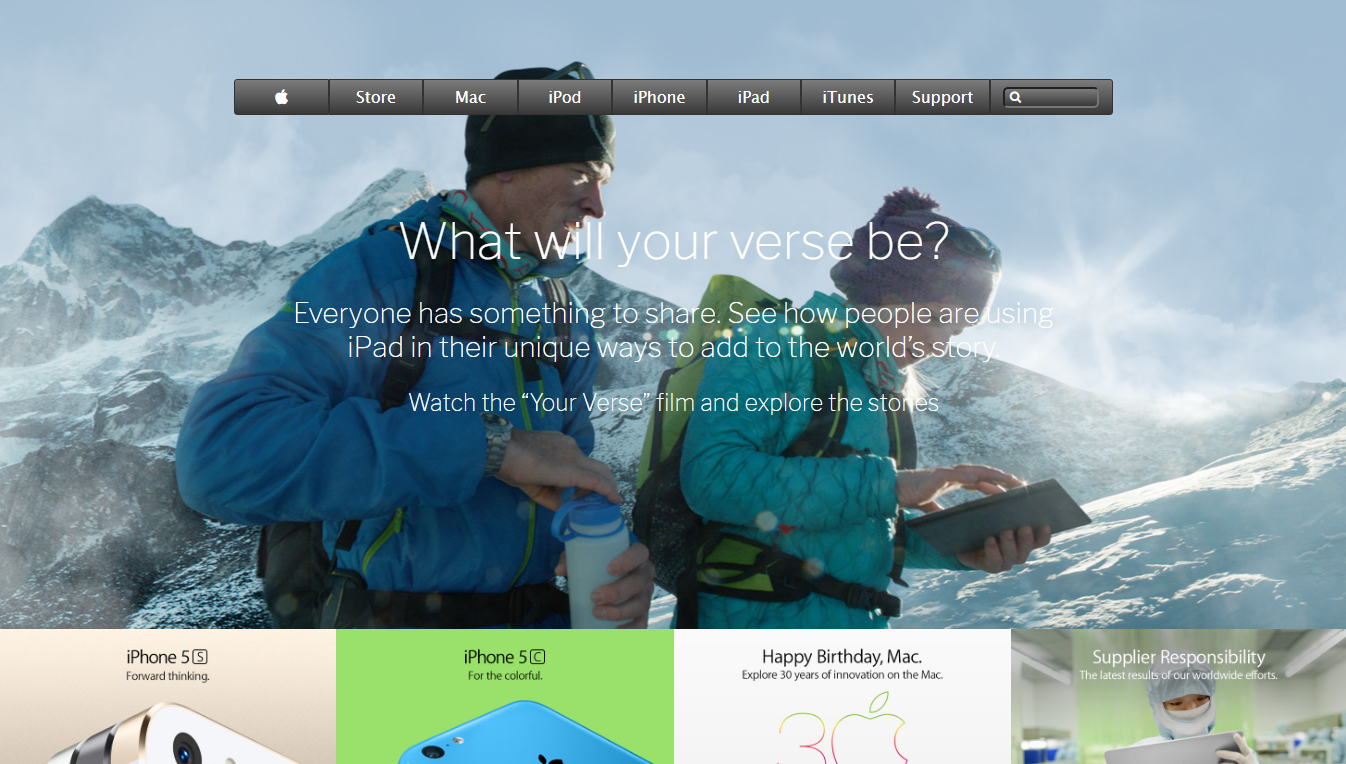 Store Mac iPod iPhone iPad iTunes Support
What will your verse be?
Everyone has something to share. See how people are using
iPad in their unique ways to add to the world’s story.
Watch the “Your Verse” film and explore the stories
iPhone 5S
Forward thinking.
iPhone 5C
For the colorful.
Happy Birthday, Mac.
Explore 30 years of innovation on the Mac.
30
Supplier Responsibility
The latest results of our worldwide efforts.